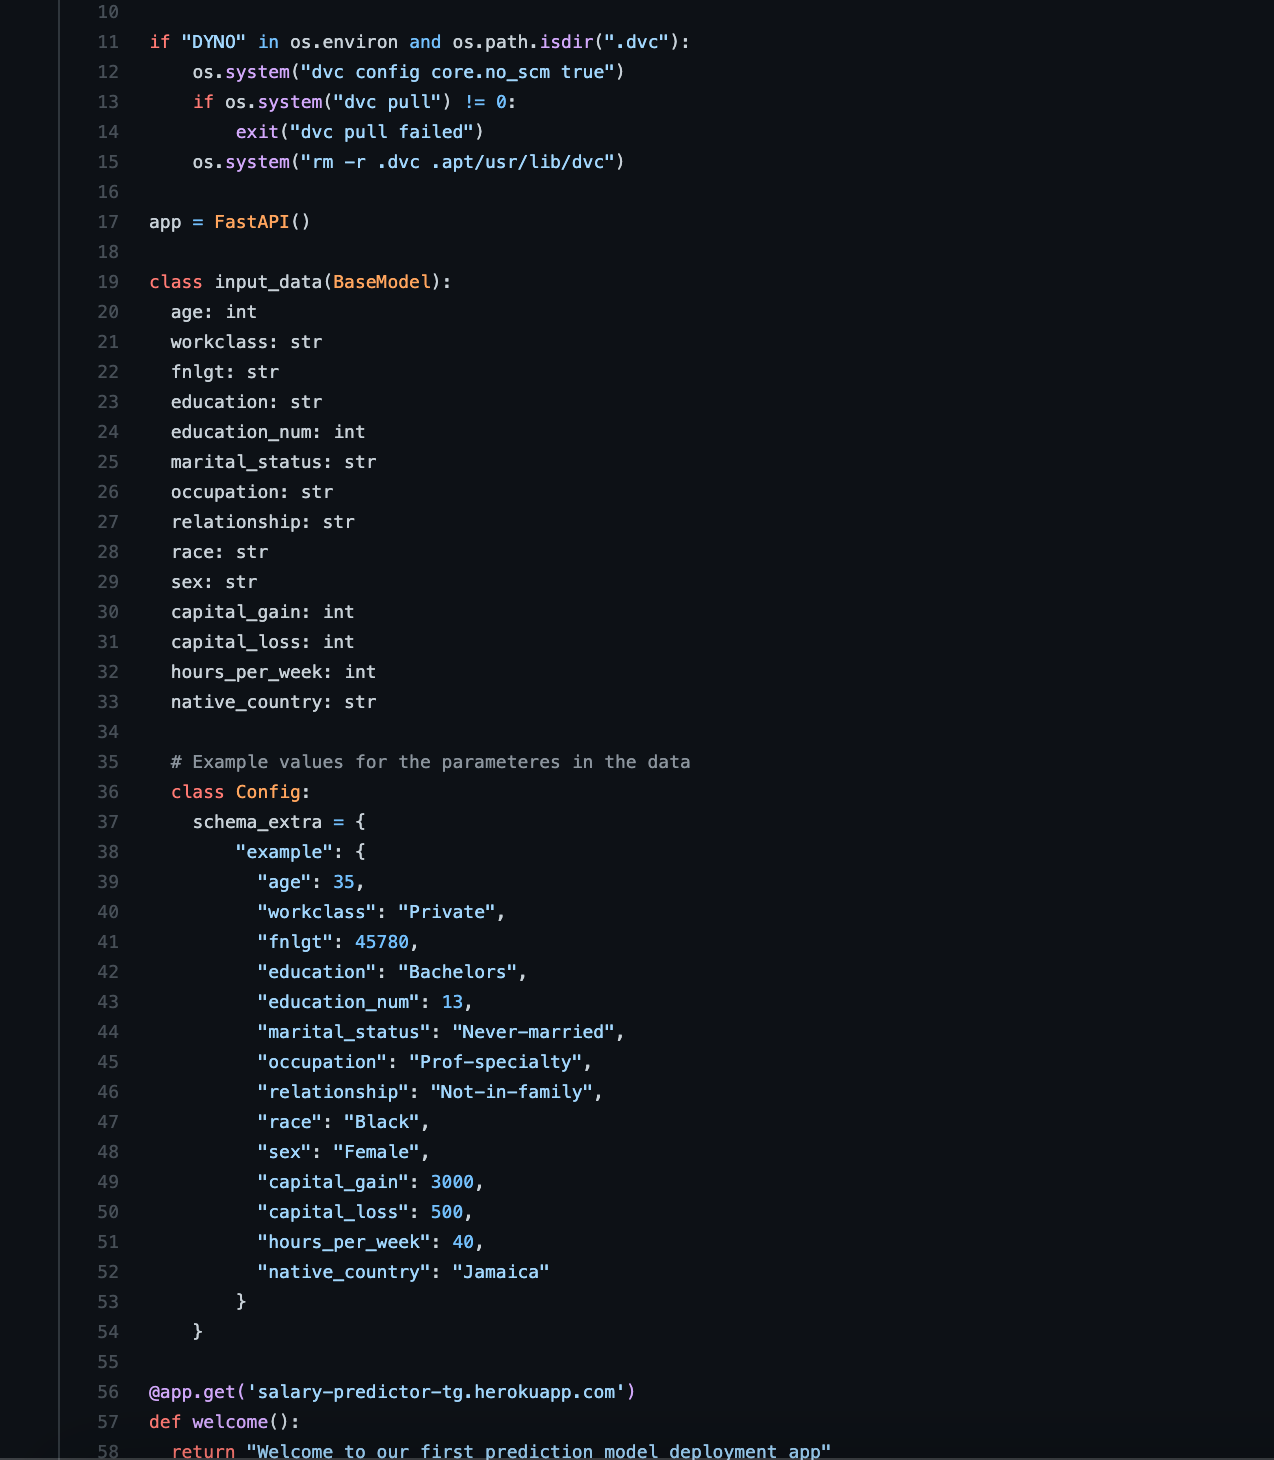 10
11 if "DYNO" in os.environ and os.path.isdir(".dvc"):
12     os.system("dvc config core.no_scm true")
13     if os.system("dvc pull") != 0:
14         exit("dvc pull failed")
15     os.system("rm -r .dvc .apt/usr/lib/dvc")
16
17 app = FastAPI()
18
19 class input_data(BaseModel):
20   age: int
21   workclass: str
22   fnlgt: str
23   education: str
24   education_num: int
25   marital_status: str
26   occupation: str
27   relationship: str
28   race: str
29   sex: str
30   capital_gain: int
31   capital_loss: int
32   hours_per_week: int
33   native_country: str
34
35   # Example values for the parameteres in the data
36   class Config:
37     schema_extra = {
38         "example": {
39           "age": 35,
40           "workclass": "Private",
41           "fnlgt": 45780,
42           "education": "Bachelors",
43           "education_num": 13,
44           "marital_status": "Never-married",
45           "occupation": "Prof-specialty",
46           "relationship": "Not-in-family",
47           "race": "Black",
48           "sex": "Female",
49           "capital_gain": 3000,
50           "capital_loss": 500,
51           "hours_per_week": 40,
52           "native_country": "Jamaica"
53         }
54     }
55
56 @app.get('salary-predictor-tg.herokuapp.com')
57 def welcome():
58   return "Welcome to our first prediction model deployment app"